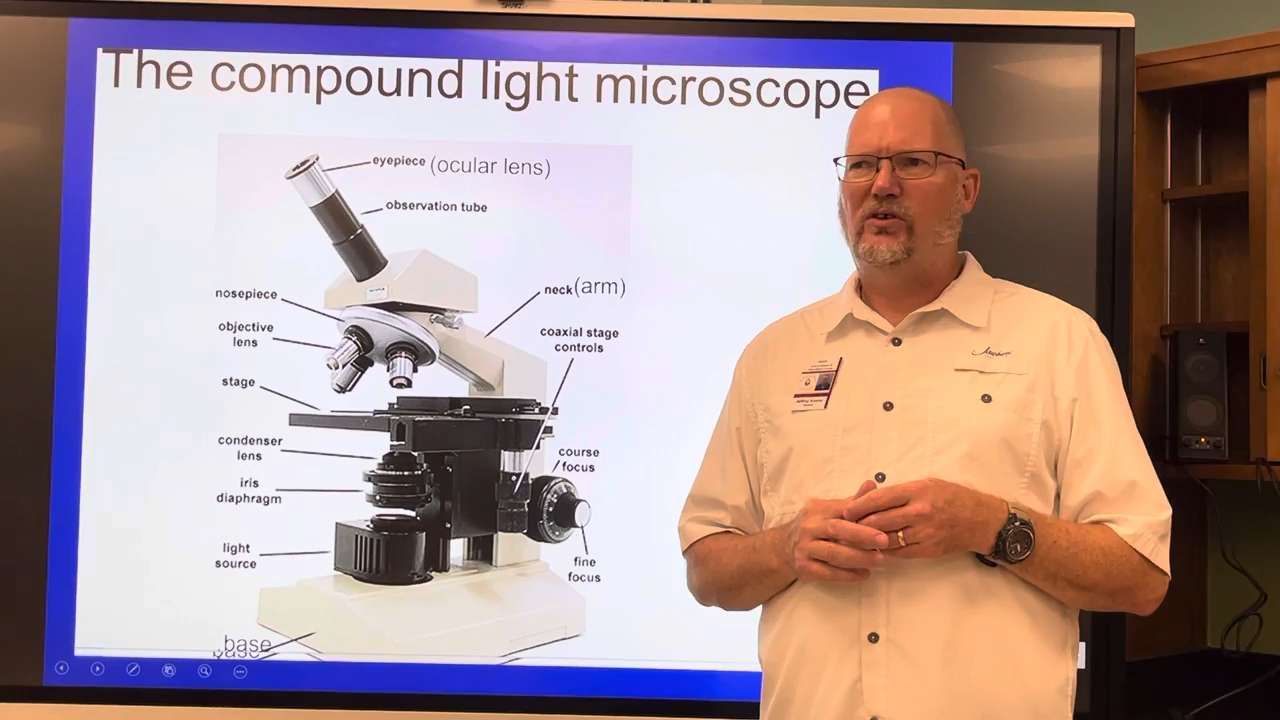 SMART
The compound light microscope
eyepiece (ocular lens)
observation tube
neck(arm)
nosepiece
objective
lens
coaxial stage
controls
stage
condenser
lens
course
focus
iris
diaphragm
light
source
fine
focus
base